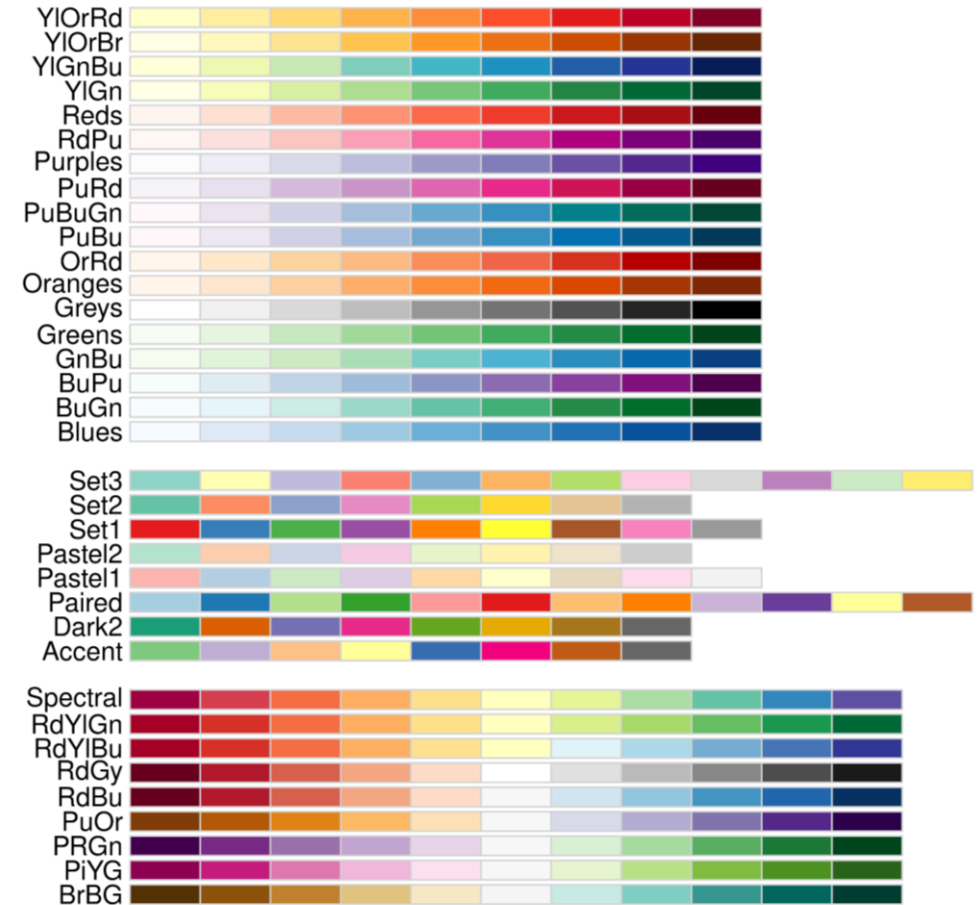 YlOrRd
YlOrBr
YlGnBu
YlGn
Reds
RdPu
Purples
PuRd
PuBuGn
PuBu
OrRd
Oranges
Greys
Greens
GnBu
BuPu
BuGn
Blues
Set3
Set2
Set1
Pastel2
Pastel1
Paired
Dark2
Accent
Spectral
RdYlGn
RdYlBu
RdGy
RdBu
PuOr
PRGn
PiYG
BrBG